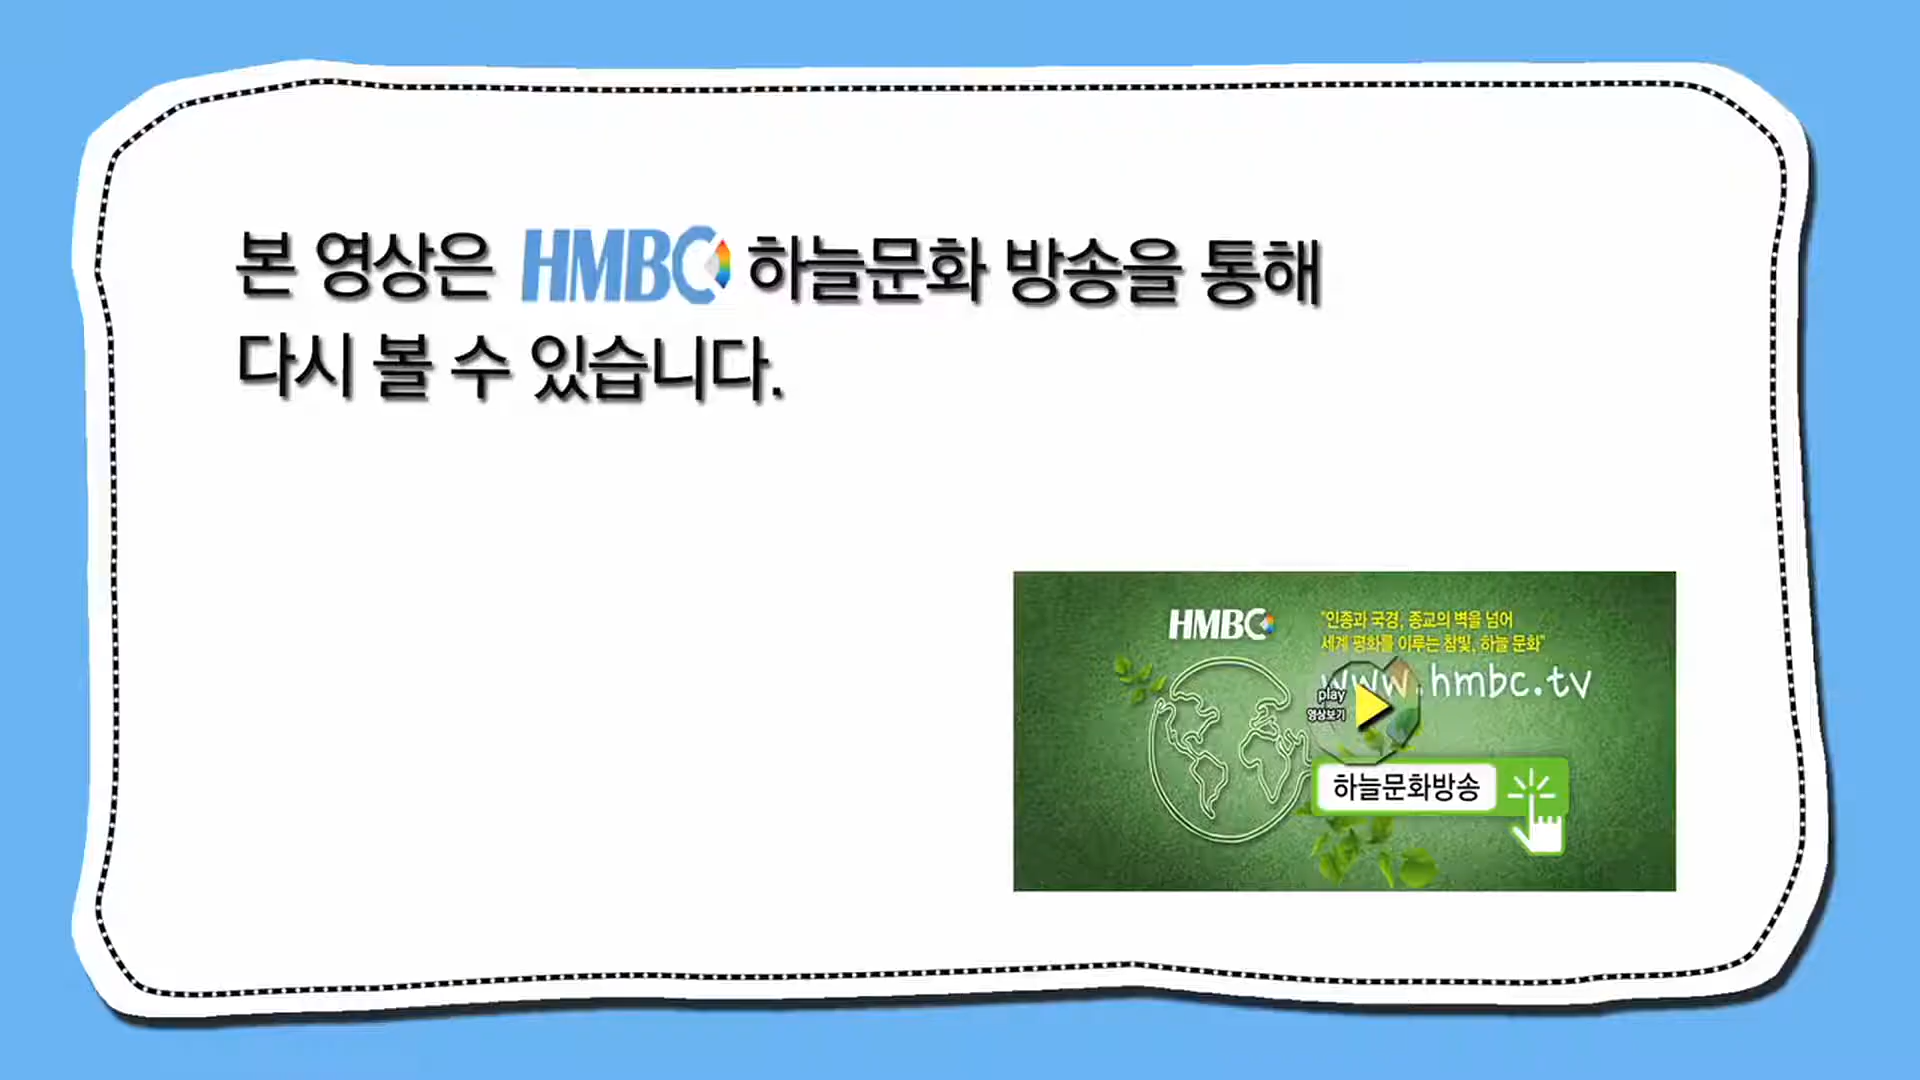 본 영상은 HMBC 하늘문화 방송을 통해
다시 볼 수 있습니다.
HMBC
"인종과 국경, 종교의 벽을 넘어
세계 평화를 이루는 참빛, 하늘 문화"
www.hmbc.tv
play
영상보기
하늘문화방송